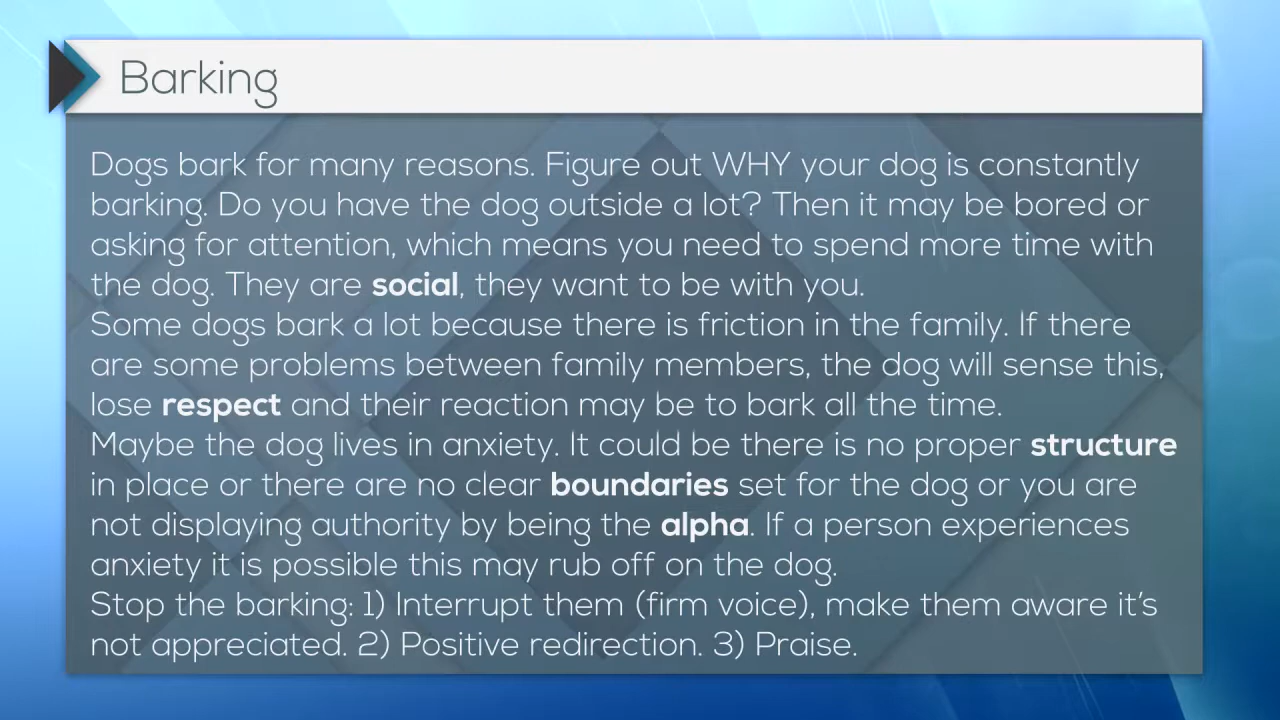 Barking
Dogs bark for many reasons. Figure out WHY your dog is constantly
barking. Do you have the dog outside a lot? Then it may be bored or
asking for attention, which means you need to spend more time with
the dog. They are social, they want to be with you.
Some dogs bark a lot because there is friction in the family. If there
are some problems between family members, the dog will sense this,
lose respect and their reaction may be to bark all the time.
Maybe the dog lives in anxiety. It could be there is no proper structure
in place or there are no clear boundaries set for the dog or you are
not displaying authority by being the alpha. If a person experiences
anxiety it is possible this may rub off on the dog.
Stop the barking: 1) Interrupt them (firm voice), make them aware it's
not appreciated. 2) Positive redirection. 3) Praise.